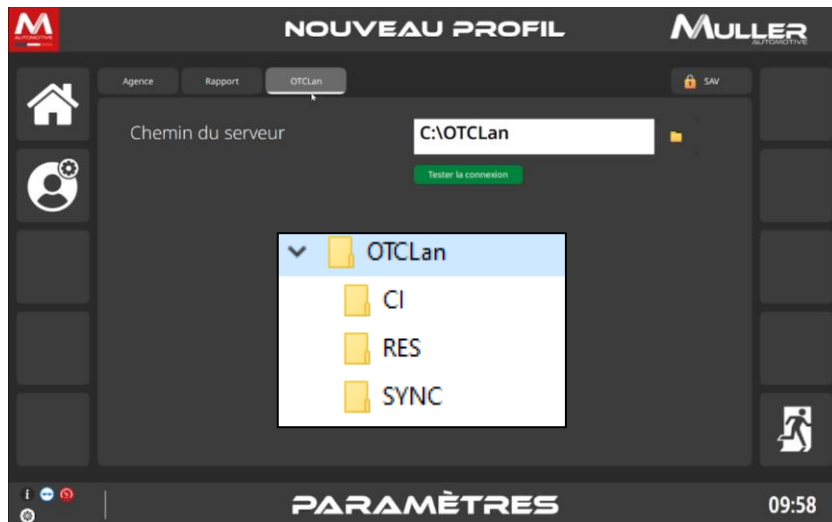 M
AUTOMOTIVE
NOUVEAU PROFIL
MULLER
AUTOMOTIVE
Agence
Rapport
OTCLan
SAV
Chemin du serveur
C:\OTCLan
Tester la connexion
OTCLan
CI
RES
SYNC
i
PARAMÈTRES
09:58